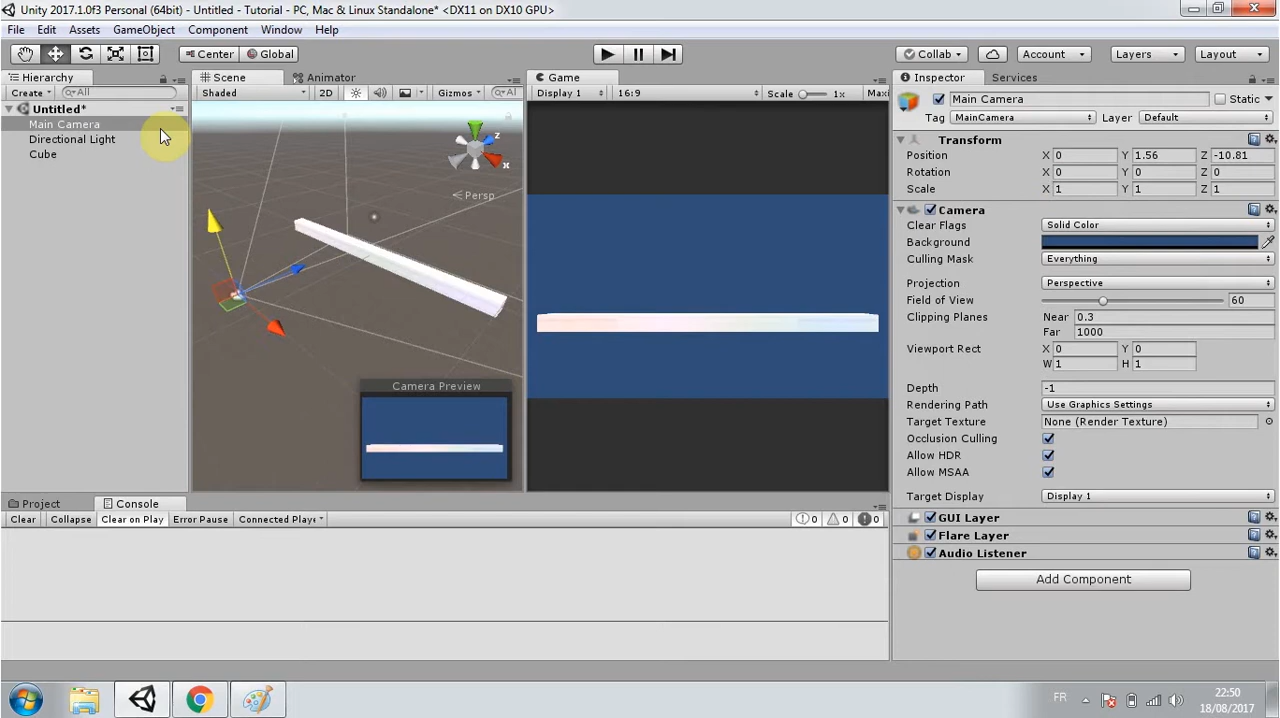 Unity 2017.1.0f3 Personal (64bit) - Untitled - Tutorial - PC, Mac & Linux Standalone* <DX11 on DX10 GPU>
File Edit Assets GameObject Component Window Help
Center Global Collab Account Layers Layout
Hierarchy
Create All
Untitled*
Main Camera
Directional Light
Cube
Scene Animator
Shaded 2D Gizmos All
z
x
Persp
Camera Preview
Game
Display 1 16:9 Scale 1x Maxi
Inspector Services
Main Camera Static
Tag MainCamera Layer Default
Transform
Position X 0 Y 1.56 Z -10.81
Rotation X 0 Y 0 Z 0
Scale X 1 Y 1 Z 1
Camera
Clear Flags Solid Color
Background
Culling Mask Everything
Projection Perspective
Field of View 60
Clipping Planes Near 0.3
Far 1000
Viewport Rect X 0 Y 0
W 1 H 1
Depth -1
Rendering Path Use Graphics Settings
Target Texture None (Render Texture)
Occlusion Culling
Allow HDR
Allow MSAA
Target Display Display 1
GUI Layer
Flare Layer
Audio Listener
Add Component
Project Console
Clear Collapse Clear on Play Error Pause Connected Playe 0 0 0
FR 22:50
18/08/2017